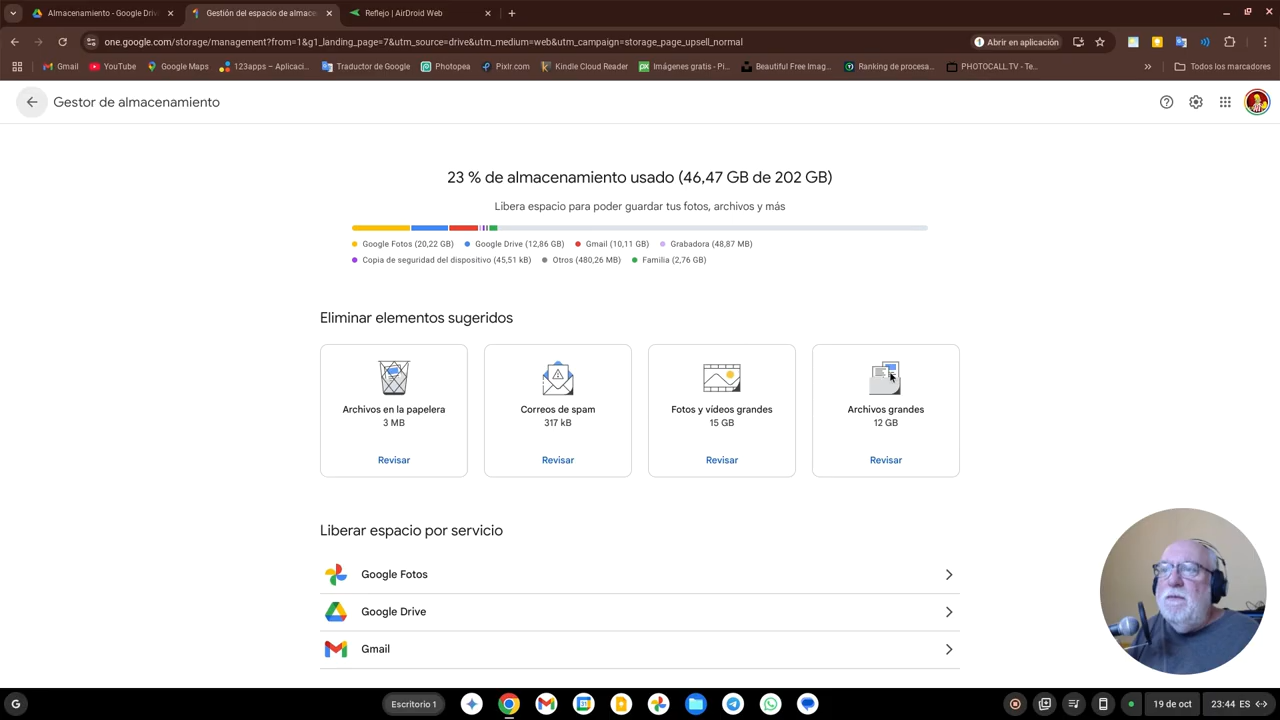 Almacenamiento - Google Driv
Gestión del espacio de almace
Reflejo | AirDroid Web
one.google.com/storage/management?from=1&g1_landing_page=7&utm_source=drive&utm_medium=web&utm_campaign=storage_page_upsell_normal
Abrir en aplicación
Gmail
YouTube
Google Maps
123apps – Aplicaci...
Traductor de Google
Photopea
Pixlr.com
Kindle Cloud Reader
Imágenes gratis - Pi...
Beautiful Free Imag...
Ranking de procesa...
PHOTOCALL.TV - Te...
Todos los marcadores
Gestor de almacenamiento
23 % de almacenamiento usado (46,47 GB de 202 GB)
Libera espacio para poder guardar tus fotos, archivos y más
Google Fotos (20,22 GB) Google Drive (12,86 GB) Gmail (10,11 GB) Grabadora (48,87 MB)
Copia de seguridad del dispositivo (45,51 kB) Otros (480,26 MB) Familia (2,76 GB)
Eliminar elementos sugeridos
Archivos en la papelera
3 MB
Revisar
Correos de spam
317 kB
Revisar
Fotos y vídeos grandes
15 GB
Revisar
Archivos grandes
12 GB
Revisar
Liberar espacio por servicio
Google Fotos
Google Drive
Gmail
G
Escritorio 1
31
19 de oct
23:44 ES